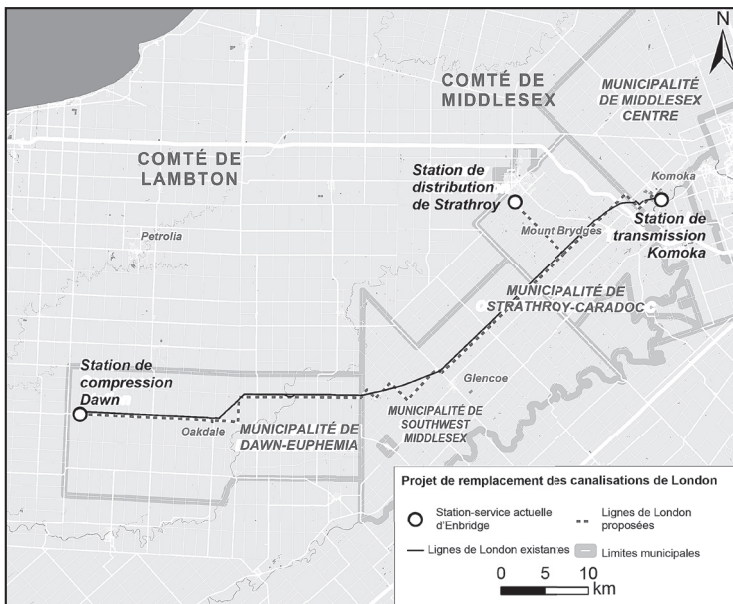 N
COMTÉ DE
MIDDLESEX
MUNICIPALITÉ
DE MIDDLESEX
CENTRE
COMTÉ DE
LAMBTON
Station de
distribution
de Strathroy
Komoka
Station de
transmission
Komoka
Petrolia
Mount Brydges
MUNICIPALITÉ DE
STRATHROY-CARADOC
Station de
compression
Dawn
Glencoe
Oakdale
MUNICIPALITÉ DE
DAWN-EUPHEMIA
MUNICIPALITÉ DE
SOUTHWEST
MIDDLESEX
Projet de remplacement des canalisations de London
Station-service actuelle
d'Enbridge
Lignes de London
proposées
Lignes de London existantes
Limites municipales
0 5 10
km